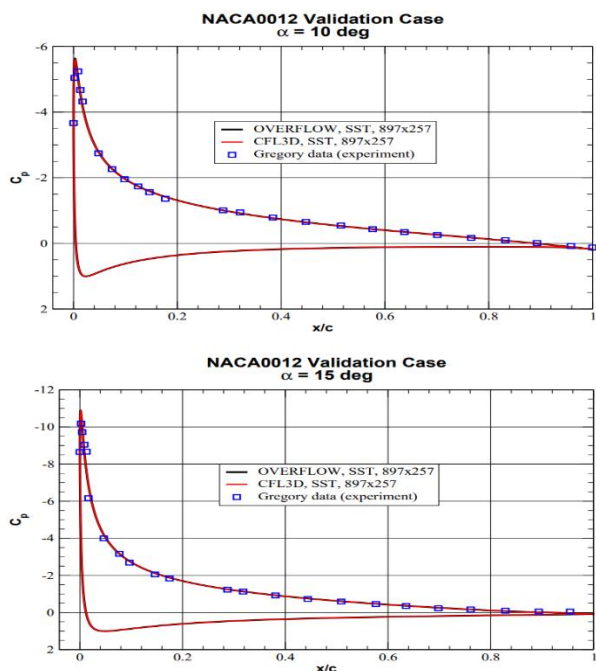 NACA0012 Validation Case
α = 10 deg
-6
-4
-2
0
2
Cp
OVERFLOW, SST, 897x257
CFL3D, SST, 897x257
Gregory data (experiment)
0 0.2 0.4 0.6 0.8 1
x/c
NACA0012 Validation Case
α = 15 deg
-12
-10
-8
-6
-4
-2
0
2
Cp
OVERFLOW, SST, 897x257
CFL3D, SST, 897x257
Gregory data (experiment)
0 0.2 0.4 0.6 0.8 1
x/c